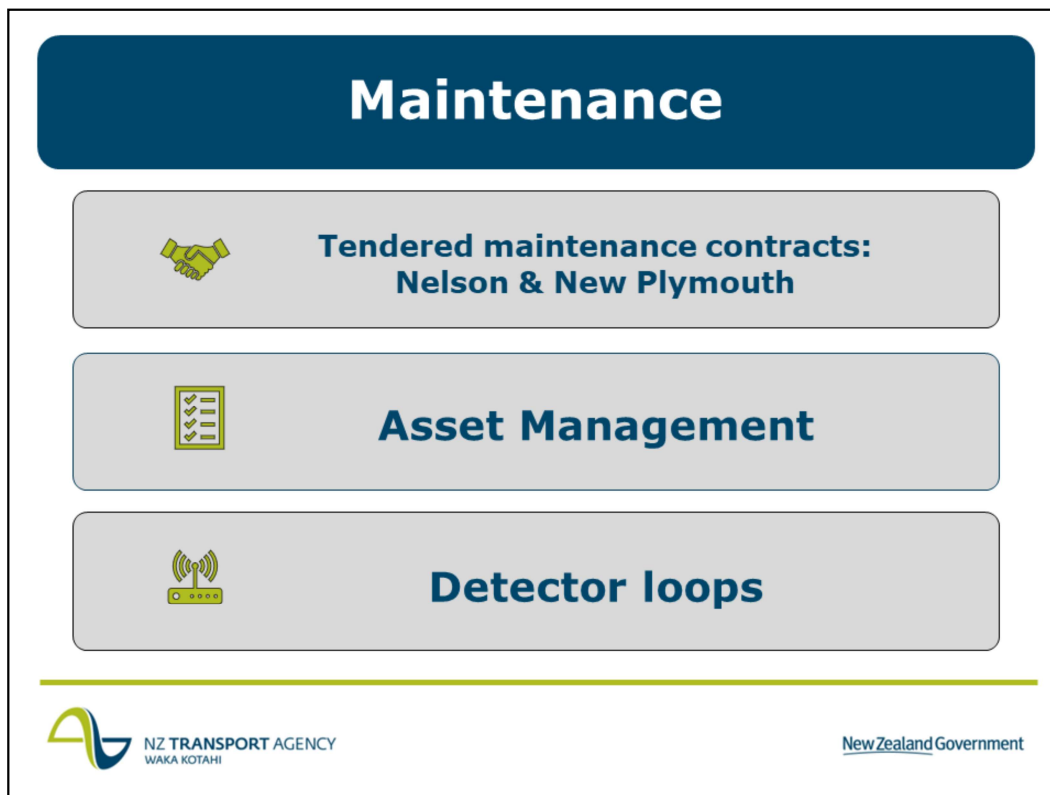 Maintenance
Tendered maintenance contracts:
Nelson & New Plymouth
Asset Management
Detector loops
NZ TRANSPORT AGENCY
WAKA KOTAHI
New Zealand Government